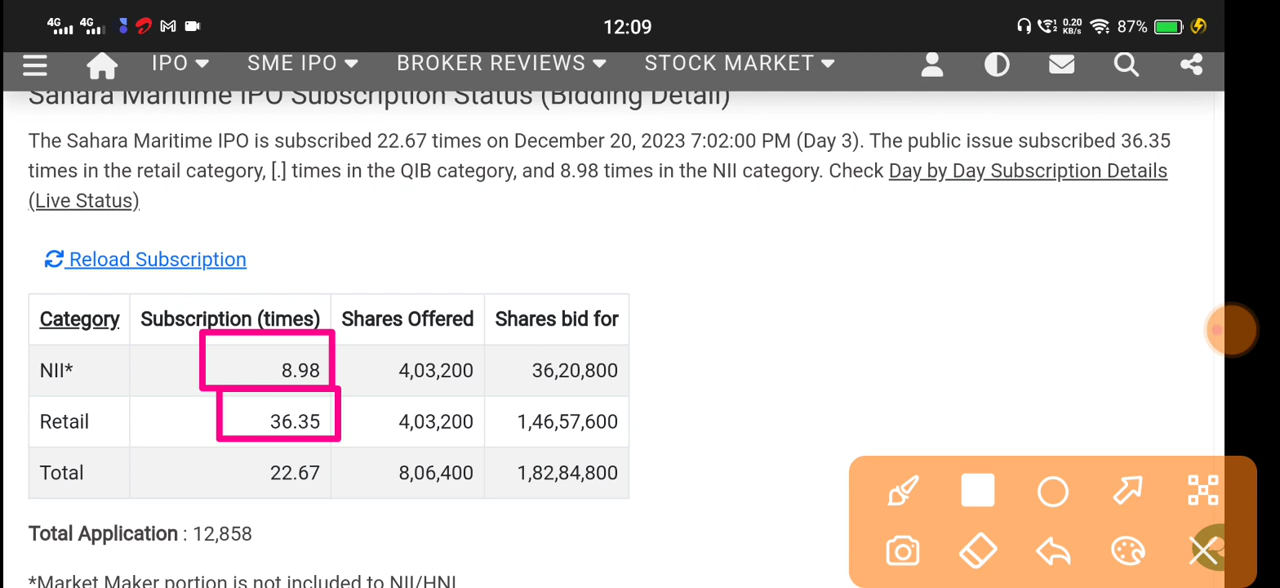 4G 4G 12:09 0.20 KB/s 87%
IPO SME IPO BROKER REVIEWS STOCK MARKET
Sahara Maritime IPO Subscription Status (Bidding Detail)
The Sahara Maritime IPO is subscribed 22.67 times on December 20, 2023 7:02:00 PM (Day 3). The public issue subscribed 36.35
times in the retail category, [.] times in the QIB category, and 8.98 times in the NII category. Check Day by Day Subscription Details
(Live Status)
Reload Subscription
Category Subscription (times) Shares Offered Shares bid for
NII* 8.98 4,03,200 36,20,800
Retail 36.35 4,03,200 1,46,57,600
Total 22.67 8,06,400 1,82,84,800
Total Application : 12,858
*Market Maker portion is not included to NII/HNI